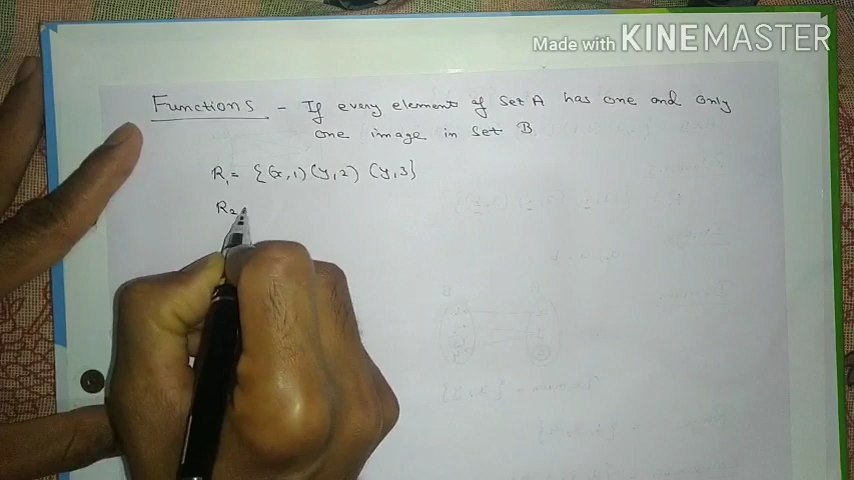 Made with KINEMASTER
Functions - If every element of Set A has one and only
one image in Set B
R₁ = {(x,1) (y,2) (y,3}
R₂